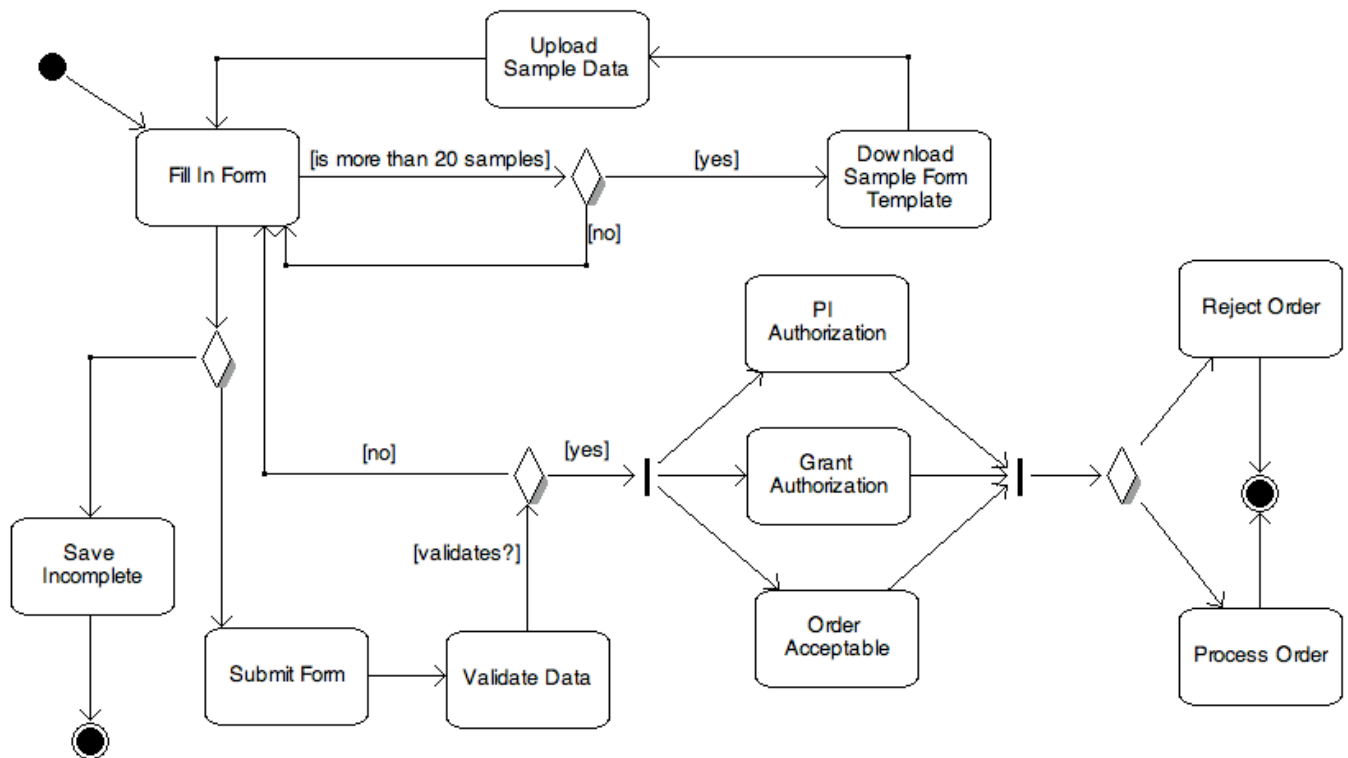 Upload
Sample Data
Fill In Form
[is more than 20 samples]
[yes]
Download
Sample Form
Template
[no]
PI
Authorization
Reject Order
[no]
[yes]
Grant
Authorization
Save
Incomplete
[validates?]
Order
Acceptable
Submit Form
Validate Data
Process Order